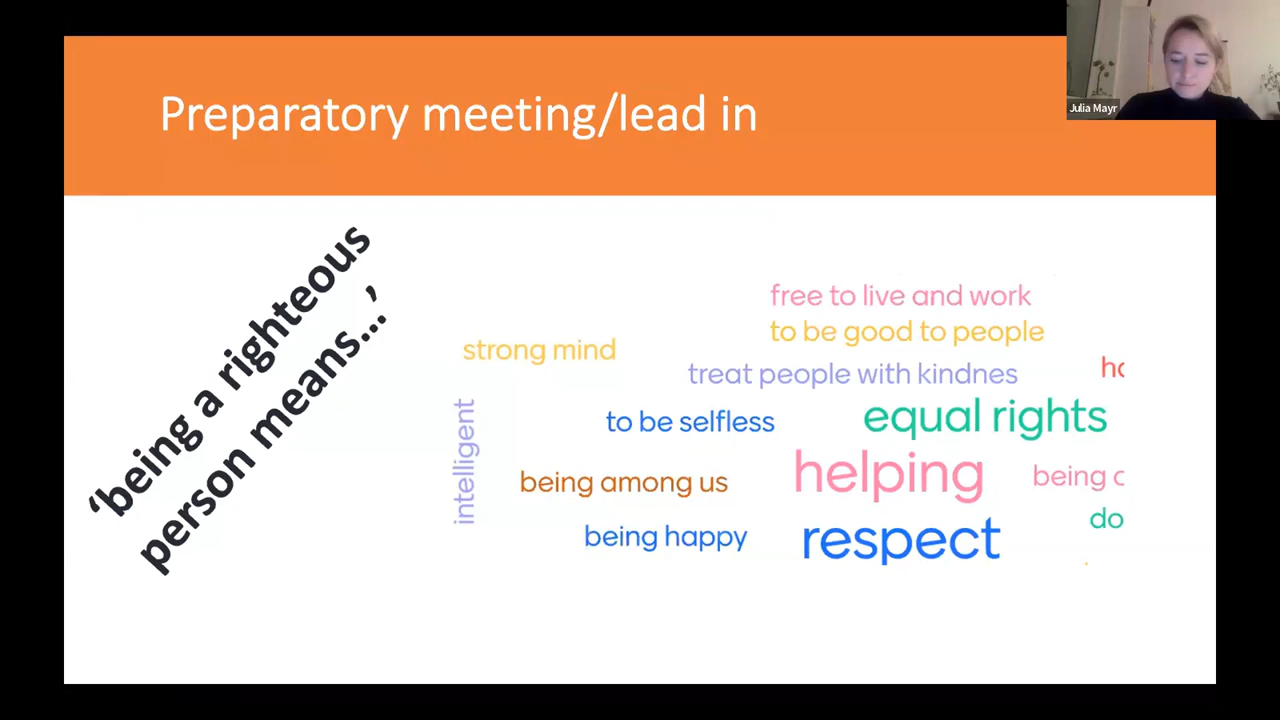 Preparatory meeting/lead in
Julia Mayr
‘being a righteous
person means...’
free to live and work
to be good to people
strong mind
treat people with kindnes
to be selfless
equal rights
intelligent
being among us
helping
being
being happy
respect
do